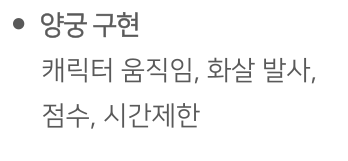 • 양궁 구현
캐릭터 움직임, 화살 발사,
점수, 시간제한